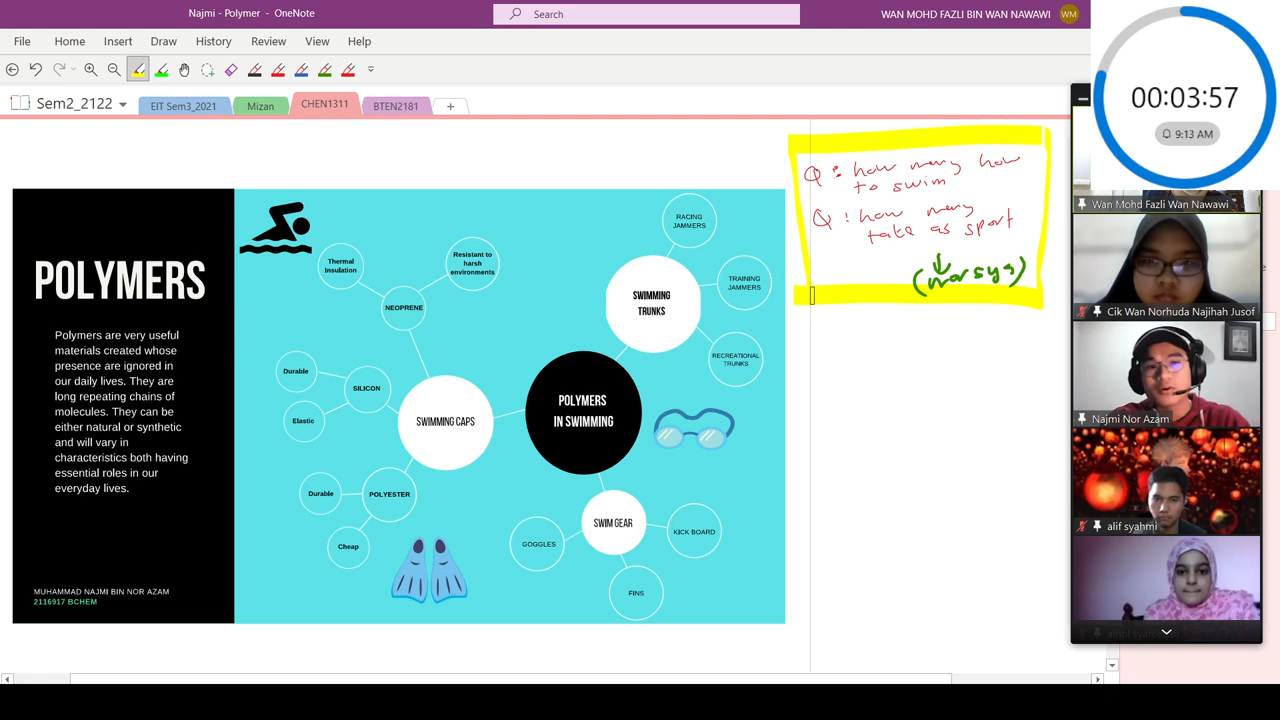 Najmi - Polymer - OneNote
Search
WAN MOHD FAZLI BIN WAN NAWAWI
WM
File Home Insert Draw History Review View Help
Sem2_2122
EIT Sem3_2021
Mizan
CHEN1311
BTEN2181
00:03:57
9:13 AM
Q: how many how
to swim
Q: how many
take as sport
POLYMERS
Polymers are very useful
materials created whose
presence are ignored in
our daily lives. They are
long repeating chains of
molecules. They can be
either natural or synthetic
and will vary in
characteristics both having
essential roles in our
everyday lives.
MUHAMMAD NAJMI BIN NOR AZAM
2116917 BCHEM
Thermal
Insulation
Resistant to
harsh
environments
NEOPRENE
Durable
SILICON
Elastic
Durable
POLYESTER
Cheap
SWIMMING CAPS
POLYMERS
IN SWIMMING
SWIMMING
TRUNKS
RACING
JAMMERS
TRAINING
JAMMERS
RECREATIONAL
TRUNKS
SWIM GEAR
GOGGLES
KICK BOARD
FINS
Wan Mohd Fazli Wan Nawawi
Cik Wan Norhuda Najihah Jusof
Najmi Nor Azam
alif syahmi